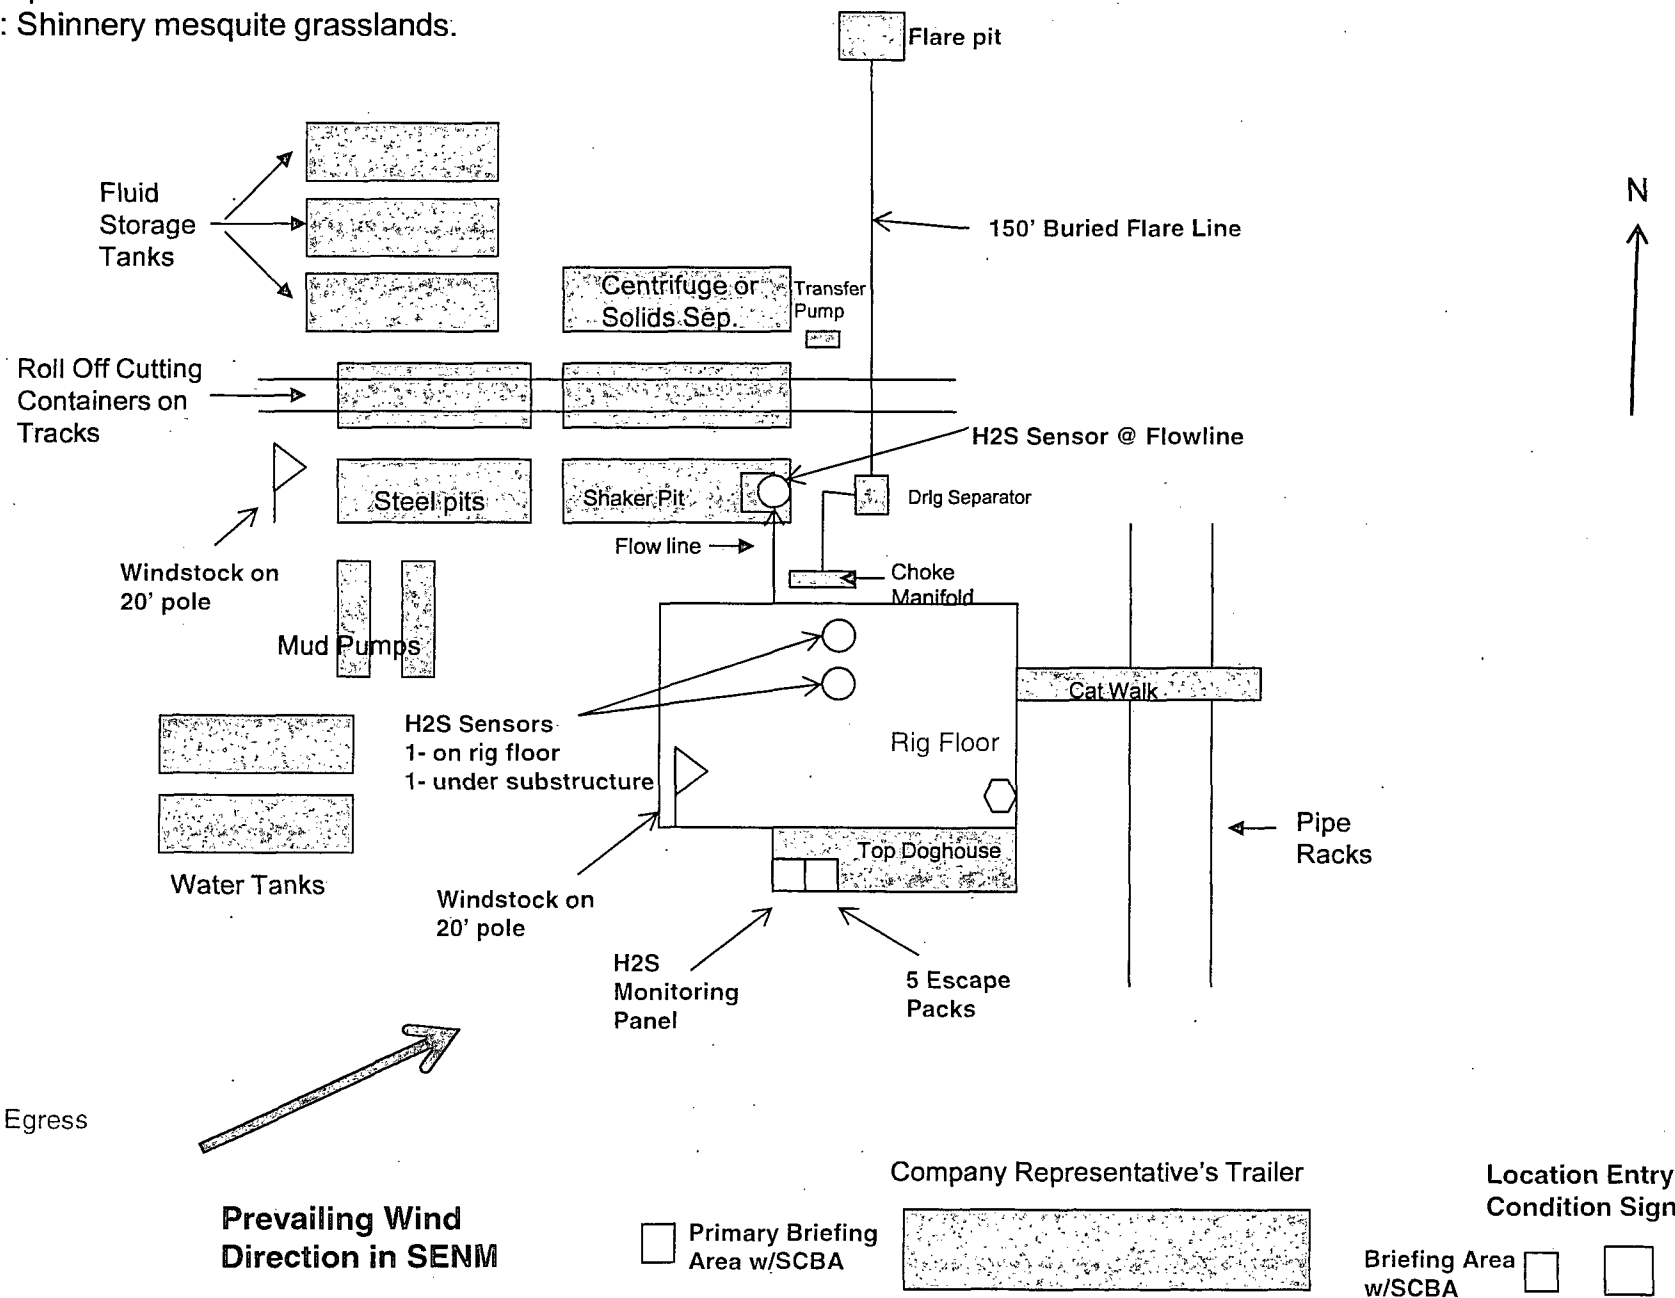 : Shinnery mesquite grasslands.
Flare pit
N
Fluid
Storage
Tanks
150' Buried Flare Line
Centrifuge or
Solids Sep.
Transfer
Pump
Roll Off Cutting
Containers on
Tracks
H2S Sensor @ Flowline
Steel pits
Shaker Pit
Drlg Separator
Flow line
Windstock on
20' pole
Choke
Manifold
Mud Pumps
Cat Walk
H2S Sensors
1- on rig floor
1- under substructure
Rig Floor
Pipe
Racks
Top Doghouse
Water Tanks
Windstock on
20' pole
H2S
Monitoring
Panel
5 Escape
Packs
Egress
Prevailing Wind
Direction in SENM
Primary Briefing
Area w/SCBA
Company Representative's Trailer
Location Entry
Condition Sign
Briefing Area
w/SCBA